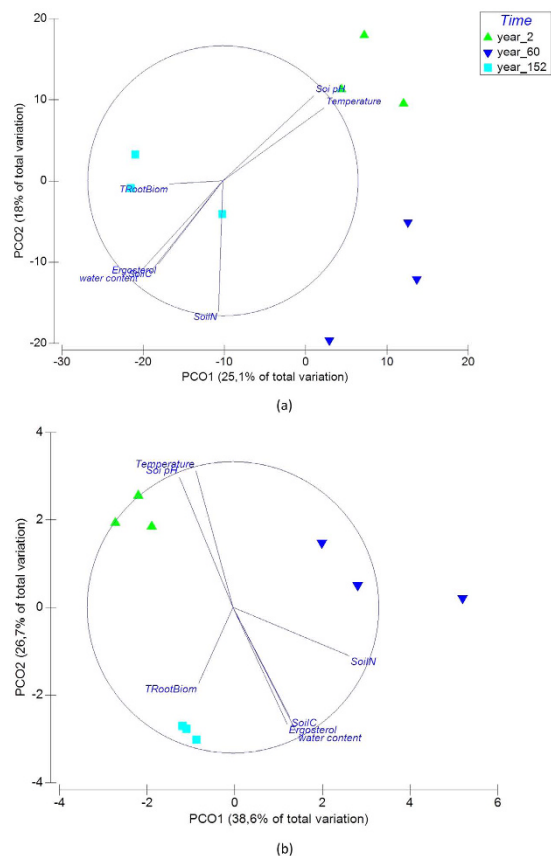 Time
year_2
year_60
year_152
20
10
0
-10
-20
PCO2 (18% of total variation)
Soi pH
Temperature
TRootBiom
Ergosterol
SoilC
water content
SoilN
-30 -20 -10 0 10 20
PCO1 (25,1% of total variation)
(a)
4
2
0
-2
-4
PCO2 (26,7% of total variation)
Temperature
Soi pH
SoilN
TRootBiom
SoilC
Ergosterol
water content
-4 -2 0 2 4 6
PCO1 (38,6% of total variation)
(b)